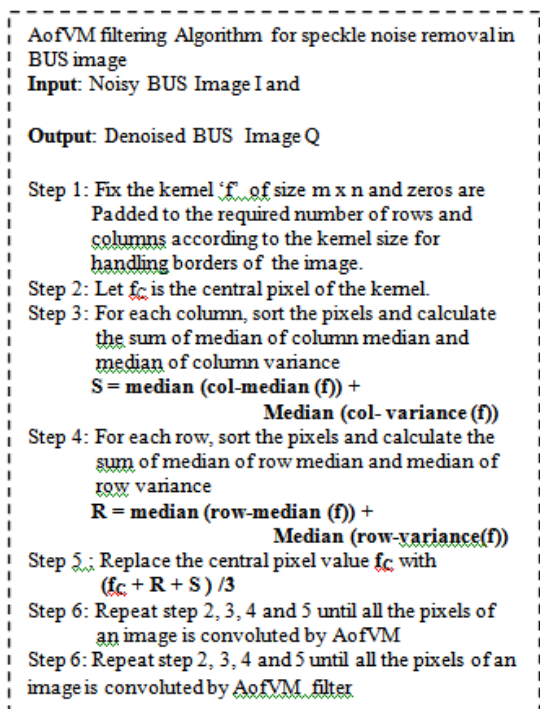 AofVM filtering Algorithm for speckle noise removal in
BUS image
Input: Noisy BUS Image I and
Output: Denoised BUS Image Q
Step 1: Fix the kernel ‘f’ of size m x n and zeros are
Padded to the required number of rows and
columns according to the kernel size for
handling borders of the image.
Step 2: Let fC is the central pixel of the kernel.
Step 3: For each column, sort the pixels and calculate
the sum of median of column median and
median of column variance
S = median (col-median (f)) +
Median (col- variance (f))
Step 4: For each row, sort the pixels and calculate the
sum of median of row median and median of
row variance
R = median (row-median (f)) +
Median (row-variance(f))
Step 5 : Replace the central pixel value fC with
(fC + R + S ) /3
Step 6: Repeat step 2, 3, 4 and 5 until all the pixels of
an image is convoluted by AofVM
Step 6: Repeat step 2, 3, 4 and 5 until all the pixels of an
image is convoluted by AofVM filter